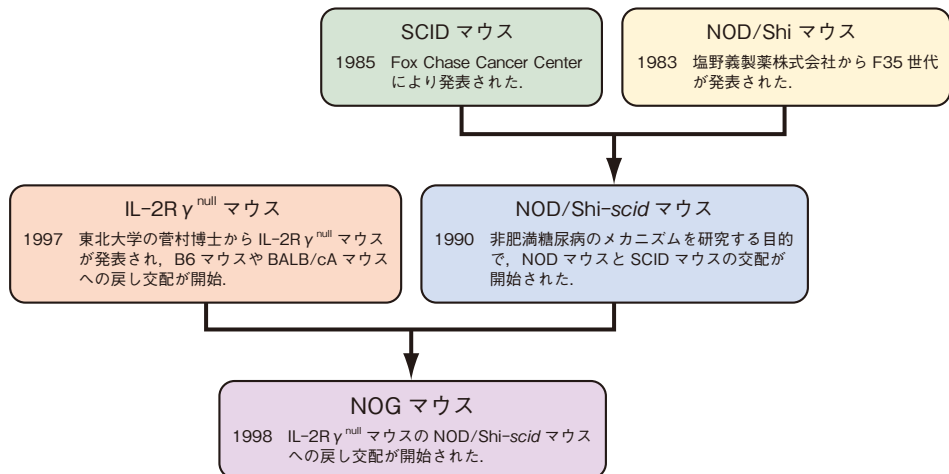 SCID マウス
1985 Fox Chase Cancer Center
により発表された.
NOD/Shi マウス
1983 塩野義製薬株式会社から F35 世代
が発表された.
IL-2Rγnull マウス
1997 東北大学の菅村博士から IL-2Rγnull マウス
が発表され，B6 マウスや BALB/cA マウス
への戻し交配が開始.
NOD/Shi-scid マウス
1990 非肥満糖尿病のメカニズムを研究する目的
で，NOD マウスと SCID マウスの交配が
開始された.
NOG マウス
1998 IL-2Rγnull マウスの NOD/Shi-scid マウス
への戻し交配が開始された.